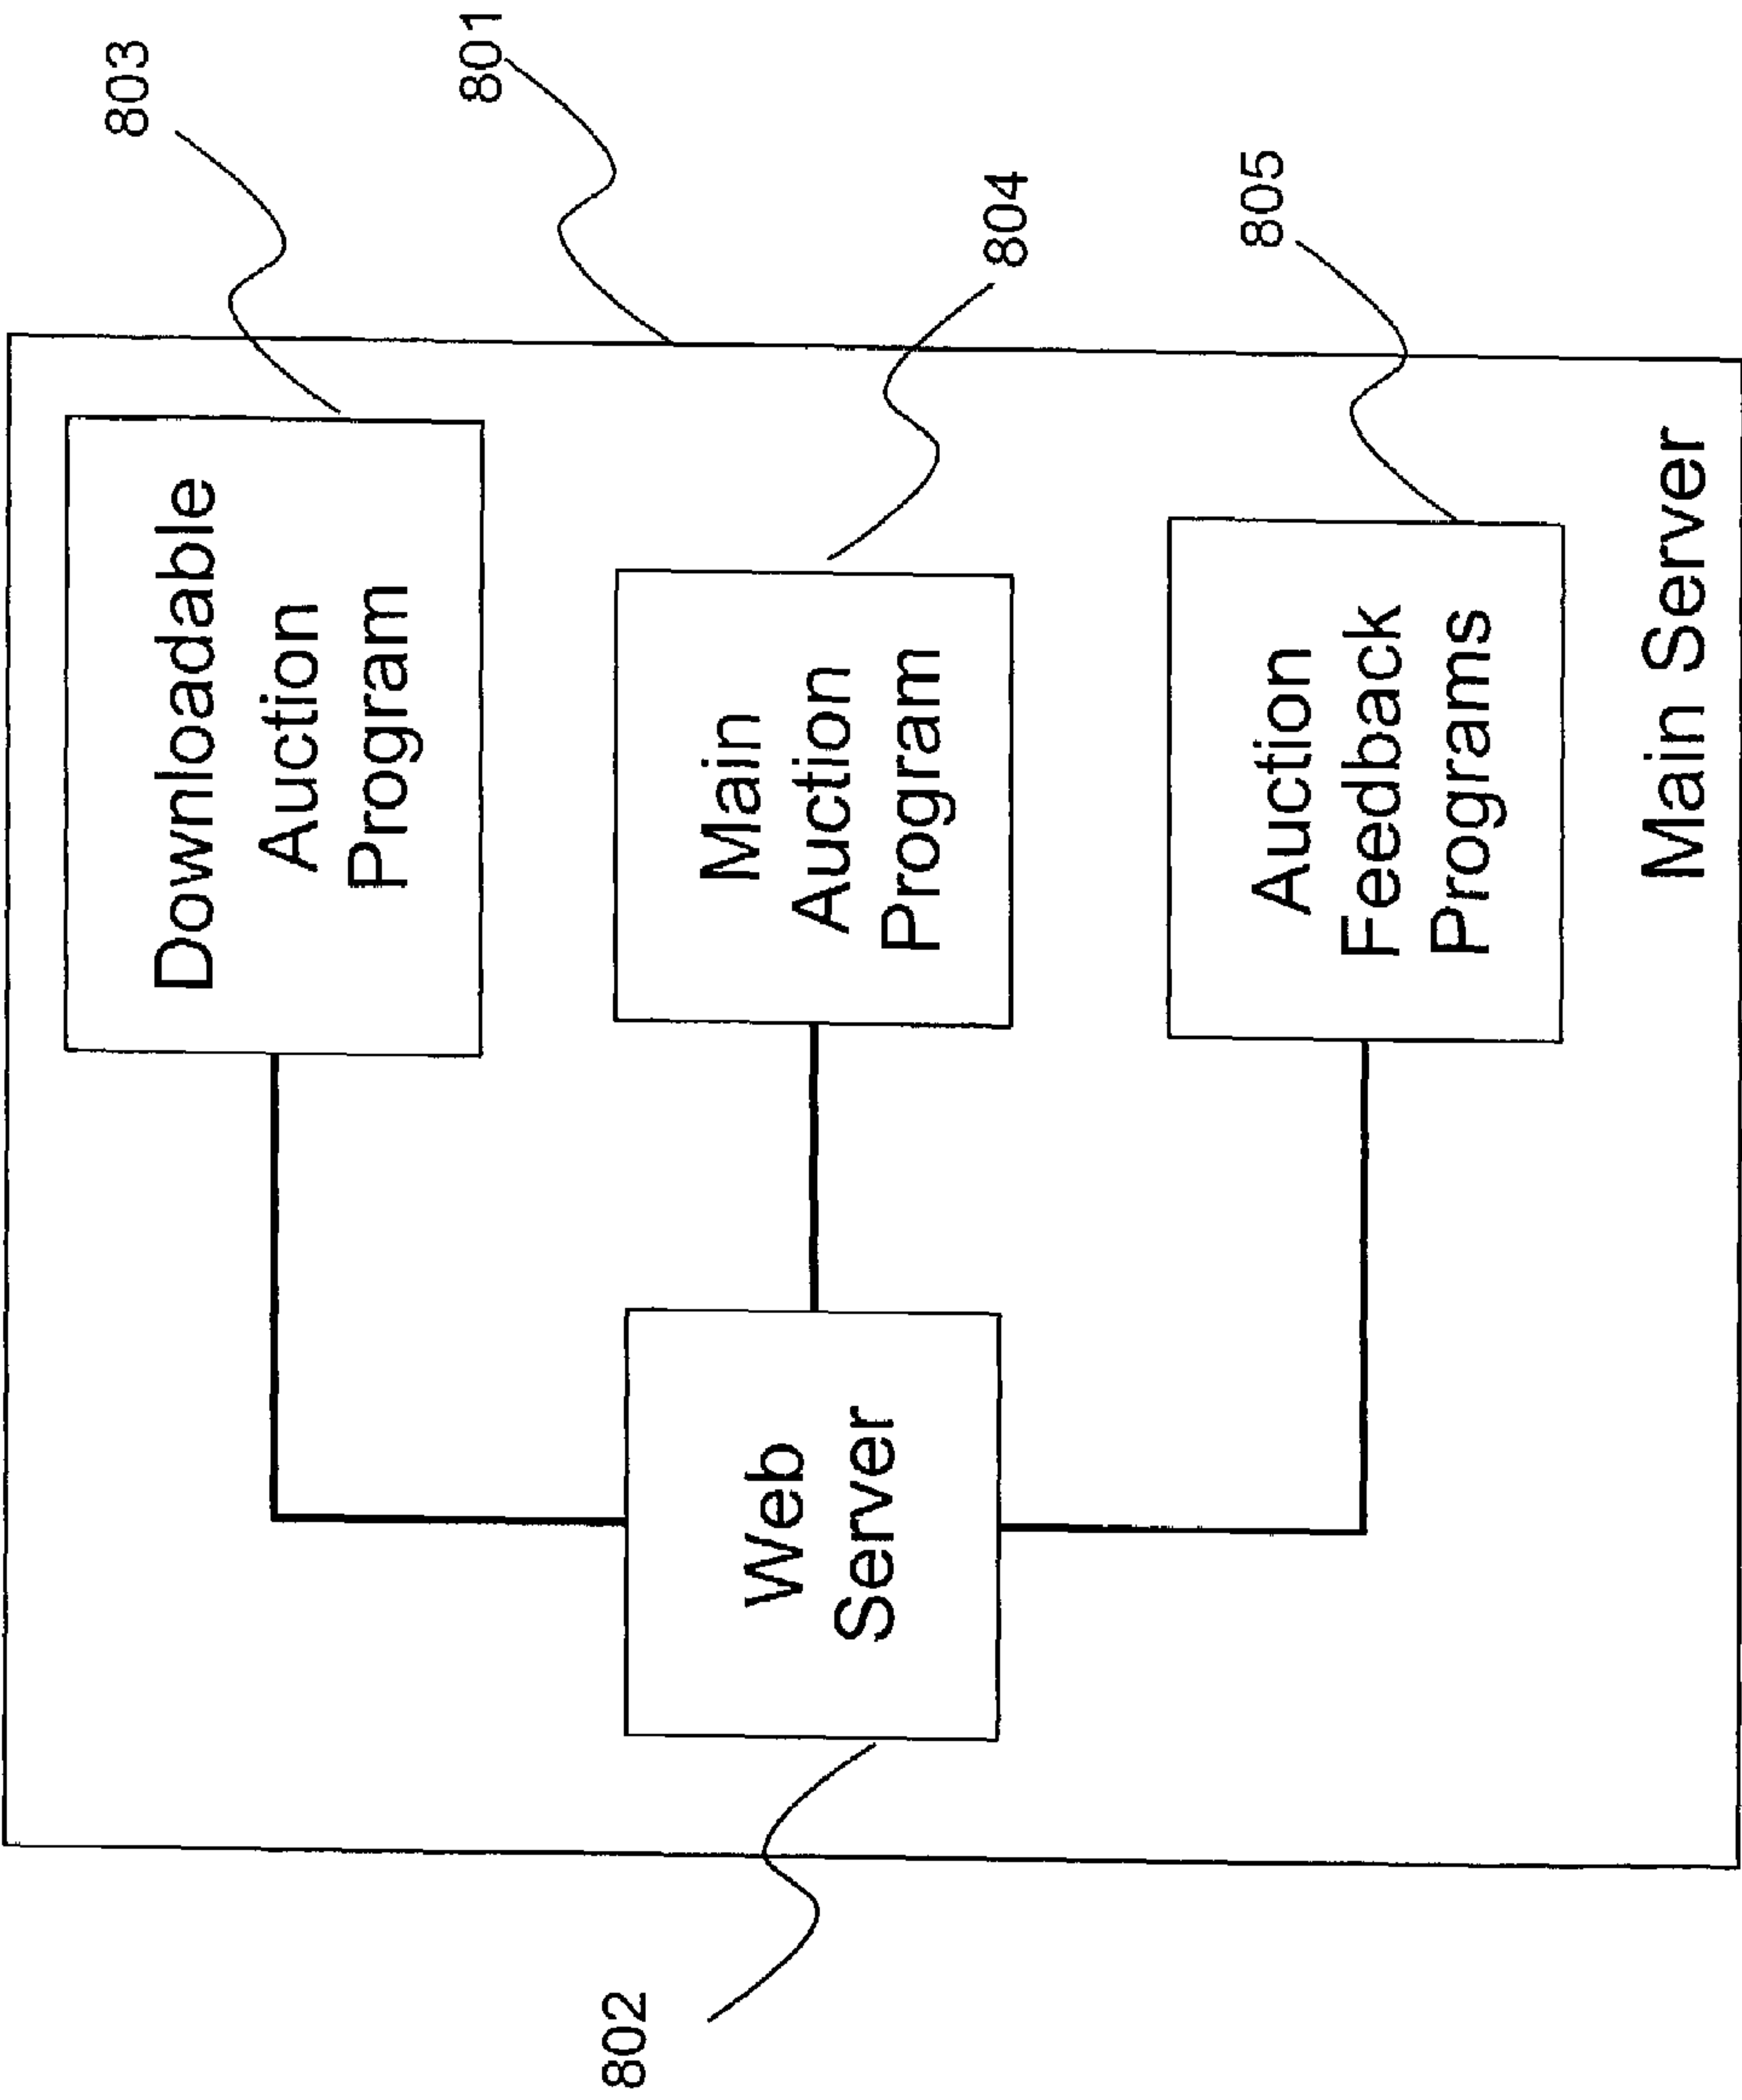 803
801
Downloadable
Auction
Program
804
Main
Auction
Program
805
Web
Server
802
Auction
Feedback
Programs
Main Server